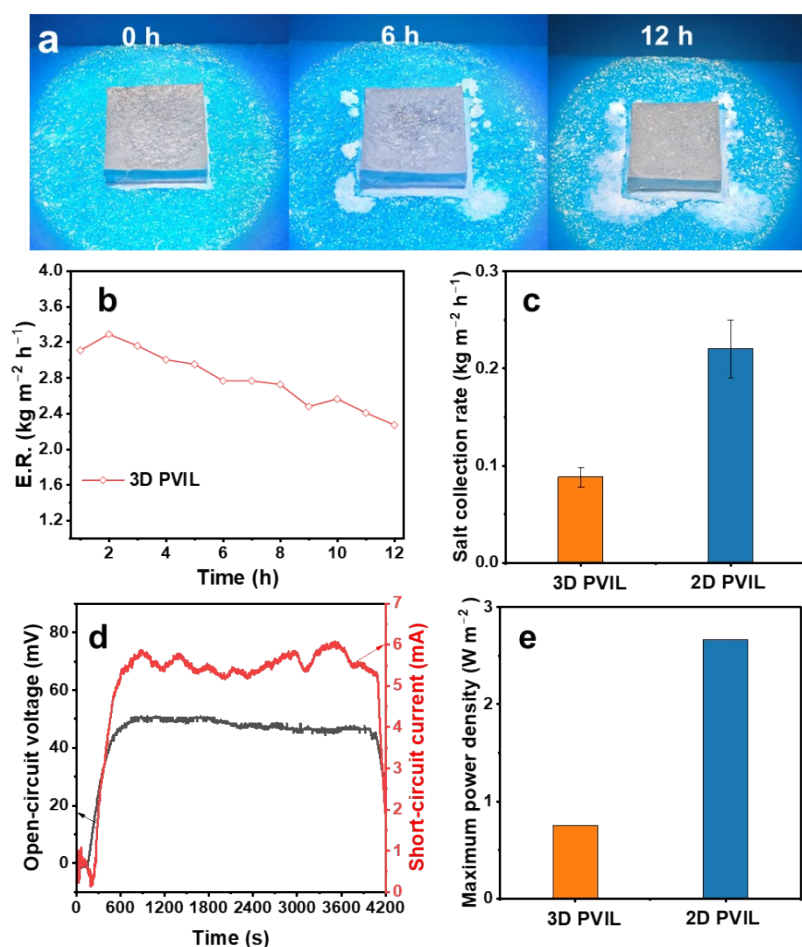 a
0 h
6 h
12 h
b
4.0
3.6
3.2
2.8
2.4
2.0
1.6
1.2
E.R. (kg m⁻² h⁻¹)
3D PVIL
2 4 6 8 10 12
Time (h)
c
0.3
0.2
0.1
0.0
Salt collection rate (kg m⁻² h⁻¹)
3D PVIL 2D PVIL
d
80
60
40
20
0
Open-circuit voltage (mV)
7
6
5
4
3
2
1
0
Short-circuit current (mA)
0 600 1200 1800 2400 3000 3600 4200
Time (s)
e
3
2
1
0
Maximum power density (W m⁻²)
3D PVIL 2D PVIL